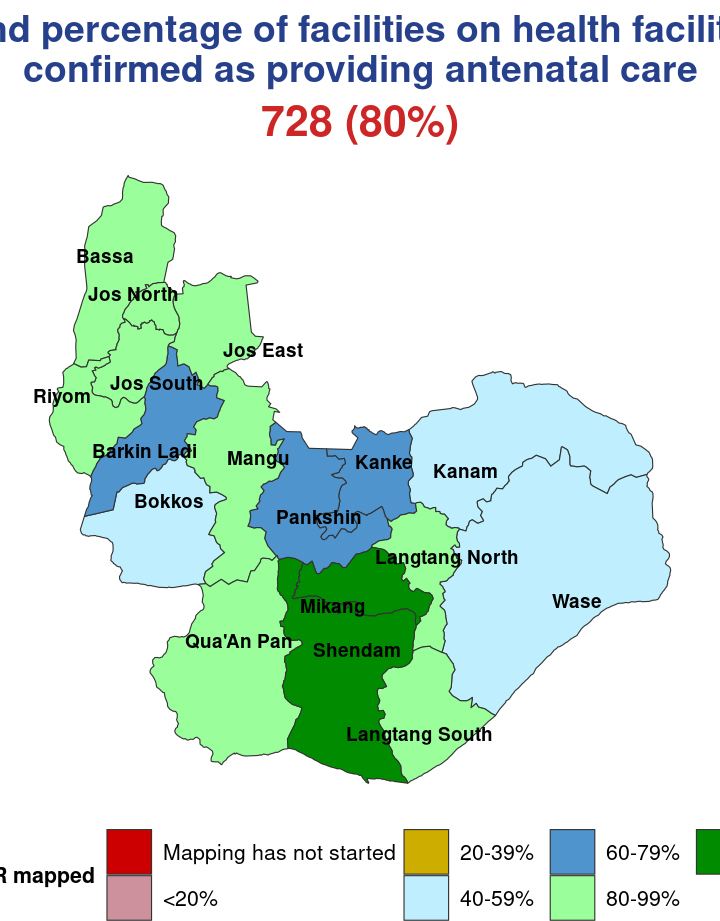 percentage of facilities on health
confirmed as providing antenatal care
728 (80%)
Bassa
Jos North
Jos East
Jos South
Riyom
Barkin Ladi
Mangu
Kanke
Kanam
Bokkos
Pankshin
Langtang North
Mikang
Wase
Qua'An Pan
Shendam
Langtang South
Mapping has not started
20-39%
60-79%
R mapped
<20%
40-59%
80-99%